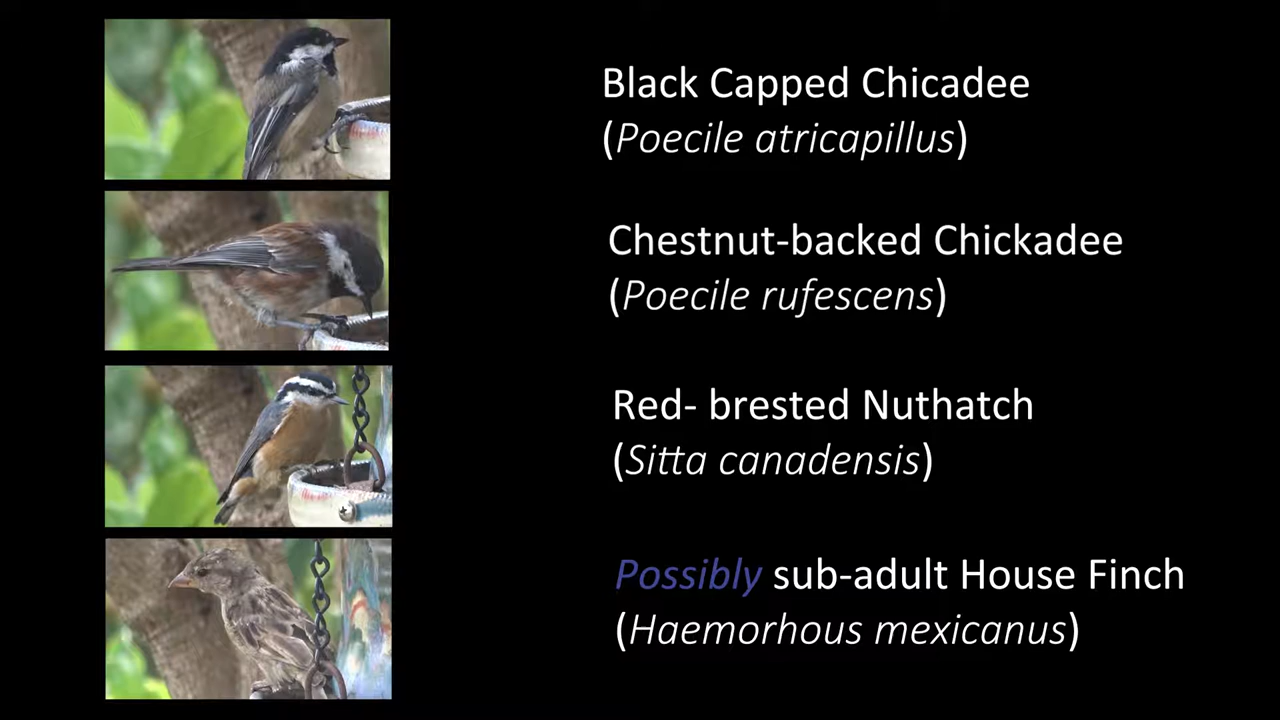 Black Capped Chicadee
(Poecile atricapillus)
Chestnut-backed Chickadee
(Poecile rufescens)
Red- brested Nuthatch
(Sitta canadensis)
Possibly sub-adult House Finch
(Haemorhous mexicanus)